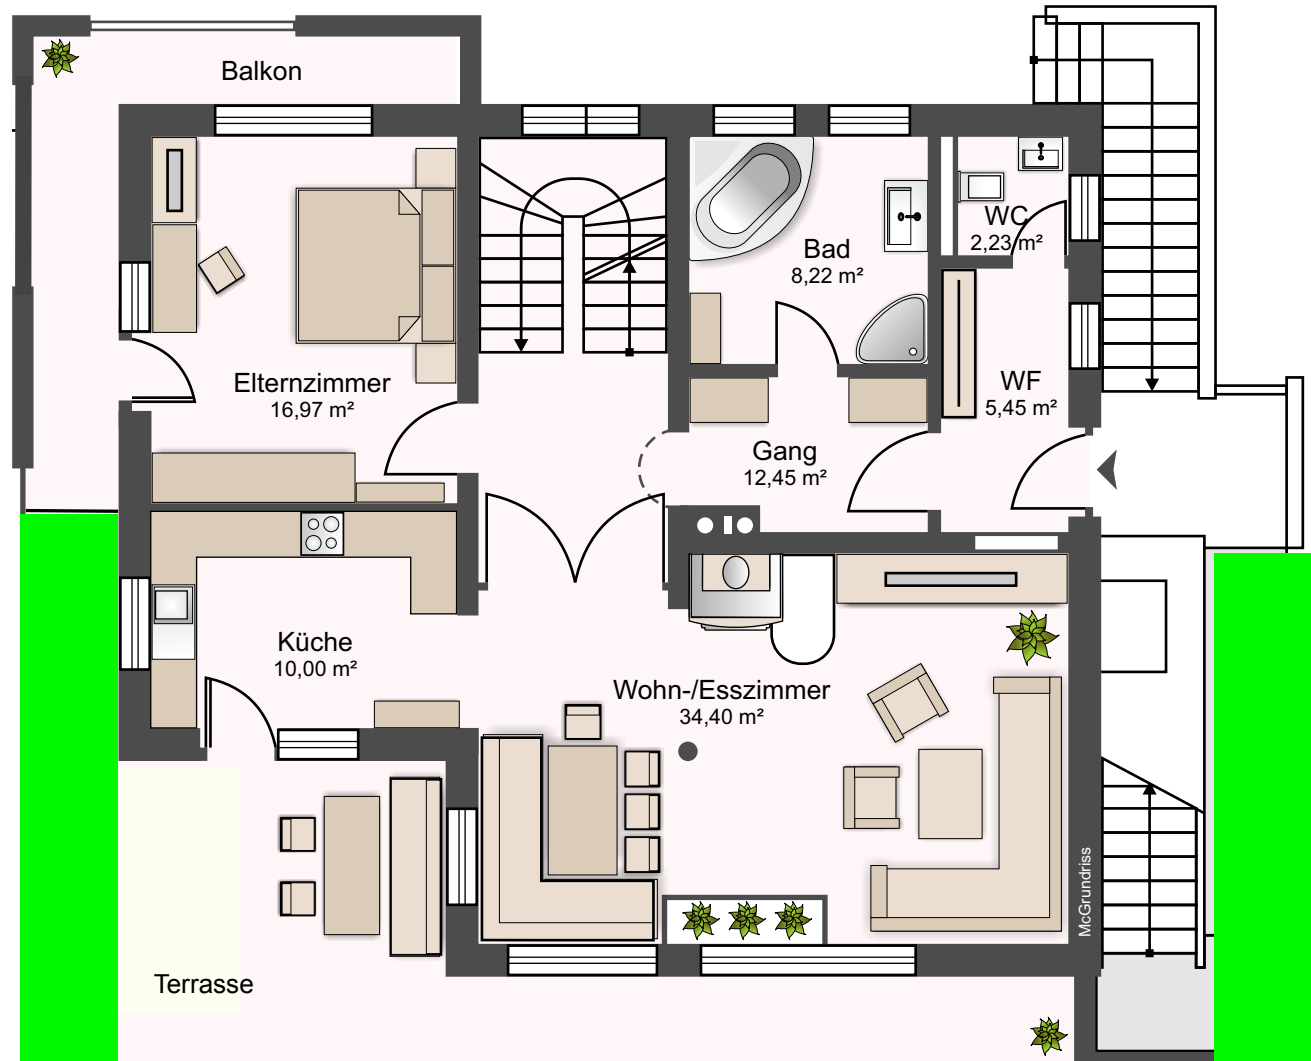 Balkon
WC
2,23 m²
Bad
8,22 m²
Elternzimmer
16,97 m²
WF
5,45 m²
Gang
12,45 m²
Küche
10,00 m²
Wohn-/Esszimmer
34,40 m²
McGrundriss
Terrasse